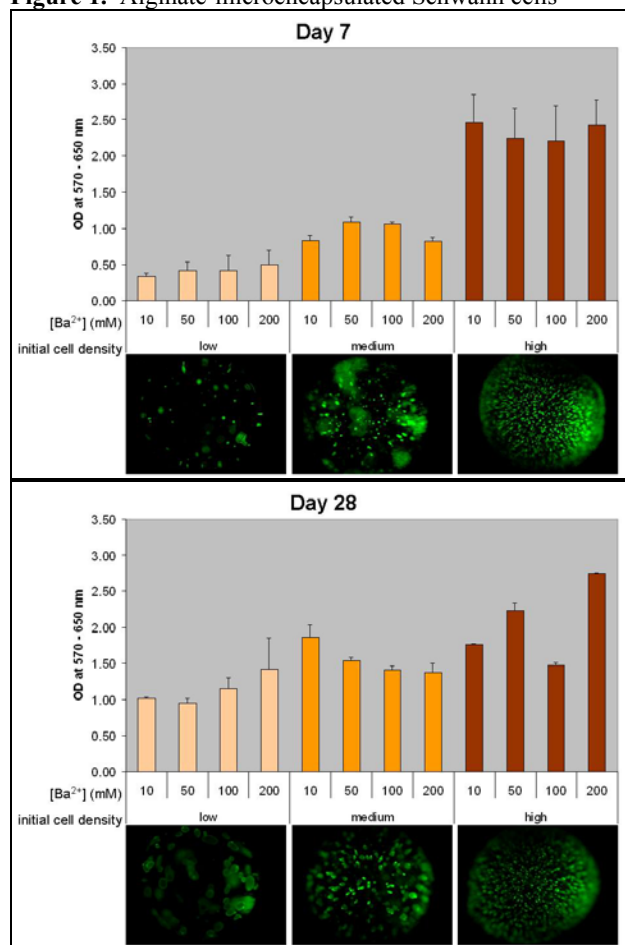 Figure 1. Alginate-microencapsulated Schwann cells
Day 7
3.50
3.00
2.50
2.00
1.50
1.00
0.50
0.00
OD at 570 - 650 nm
[Ba²⁺] (mM) 10 50 100 200 10 50 100 200 10 50 100 200
initial cell density low medium high
Day 28
3.50
3.00
2.50
2.00
1.50
1.00
0.50
0.00
OD at 570 - 650 nm
[Ba²⁺] (mM) 10 50 100 200 10 50 100 200 10 50 100 200
initial cell density low medium high